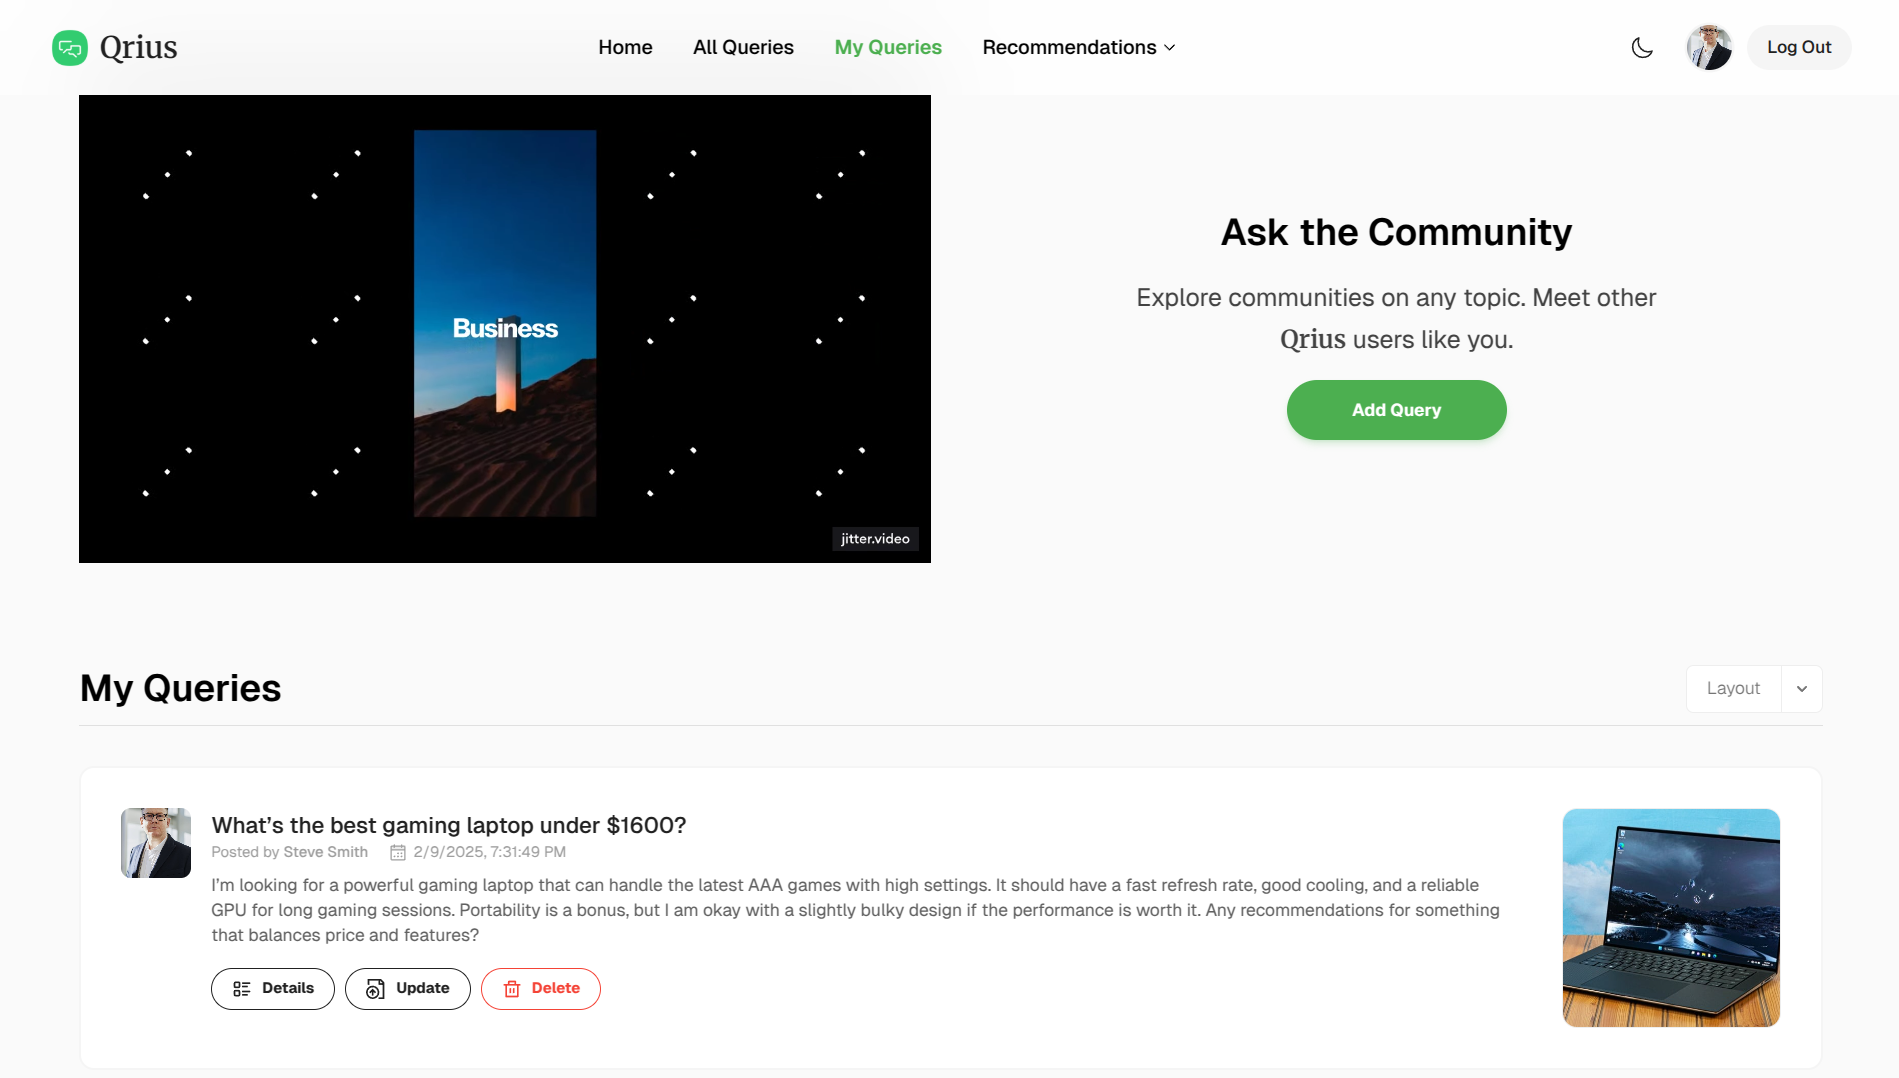 Qrius
Home
All Queries
My Queries
Recommendations
Log Out
Business
jitter.video
Ask the Community
Explore communities on any topic. Meet other
Qrius users like you.
Add Query
My Queries
Layout
What’s the best gaming laptop under $1600?
Posted by Steve Smith
2/9/2025, 7:31:49 PM
I’m looking for a powerful gaming laptop that can handle the latest AAA games with high settings. It should have a fast refresh rate, good cooling, and a reliable
GPU for long gaming sessions. Portability is a bonus, but I am okay with a slightly bulky design if the performance is worth it. Any recommendations for something
that balances price and features?
Details
Update
Delete